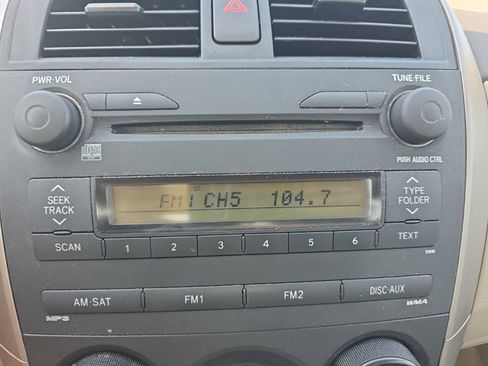 PWR·VOL
TUNE·FILE
PUSH AUDIO CTRL
SEEK
TRACK
ST
FM1 CH5 104.7
TYPE
FOLDER
SCAN
1 2 3 4 5 6
TEXT
AM·SAT
FM1
FM2
DISC·AUX
MP3
WMA